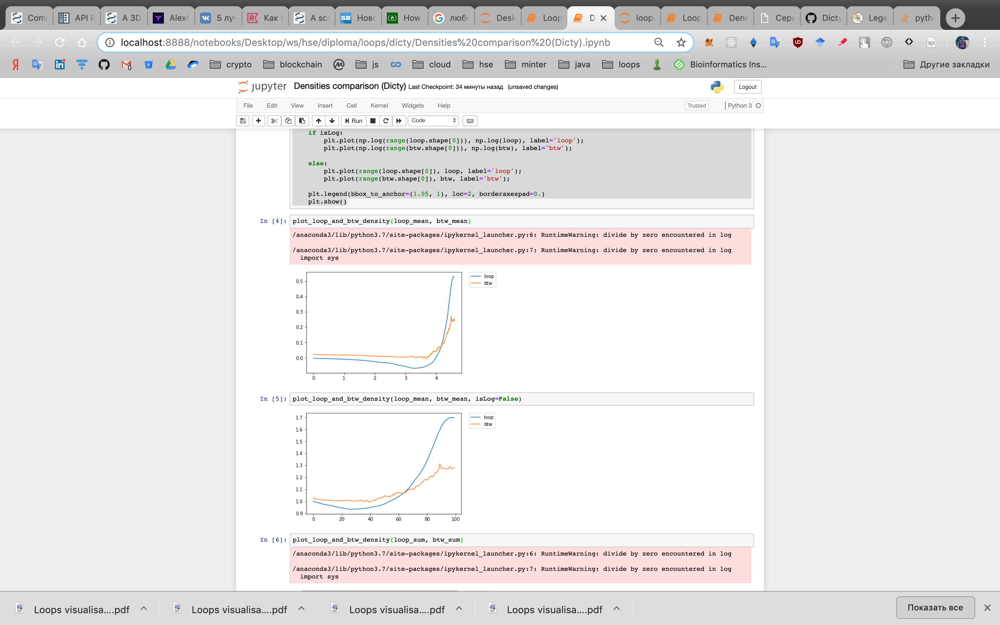 Com API R A 3D AlexM 5 луч Как A sca Новс How любо Desk Loop D loops Loop Dens Сери Dicty Lege pytho
localhost:8888/notebooks/Desktop/ws/hse/diploma/loops/dicty/Densities%20comparison%20(Dicty).ipynb
crypto blockchain js cloud hse minter java loops Bioinformatics Ins... Другие закладки
jupyter Densities comparison (Dicty) Last Checkpoint: 34 минуты назад (unsaved changes) Logout
File Edit View Insert Cell Kernel Widgets Help Trusted Python 3
Run Code
if isLog:
plt.plot(np.log(range(loop.shape[0])), np.log(loop), label='loop');
plt.plot(np.log(range(btw.shape[0])), np.log(btw), label='btw');
else:
plt.plot(range(loop.shape[0]), loop, label='loop');
plt.plot(range(btw.shape[0]), btw, label='btw');
plt.legend(bbox_to_anchor=(1.05, 1), loc=2, borderaxespad=0.)
plt.show()
In [4]: plot_loop_and_btw_density(loop_mean, btw_mean)
/anaconda3/lib/python3.7/site-packages/ipykernel_launcher.py:6: RuntimeWarning: divide by zero encountered in log
/anaconda3/lib/python3.7/site-packages/ipykernel_launcher.py:7: RuntimeWarning: divide by zero encountered in log
import sys
loop
btw
0.5
0.4
0.3
0.2
0.1
0.0
0 1 2 3 4
In [5]: plot_loop_and_btw_density(loop_mean, btw_mean, isLog=False)
loop
btw
1.7
1.6
1.5
1.4
1.3
1.2
1.1
1.0
0.9
0 20 40 60 80 100
In [6]: plot_loop_and_btw_density(loop_sum, btw_sum)
/anaconda3/lib/python3.7/site-packages/ipykernel_launcher.py:6: RuntimeWarning: divide by zero encountered in log
/anaconda3/lib/python3.7/site-packages/ipykernel_launcher.py:7: RuntimeWarning: divide by zero encountered in log
import sys
Loops visualisa....pdf Loops visualisa....pdf Loops visualisa....pdf Loops visualisa....pdf Показать все